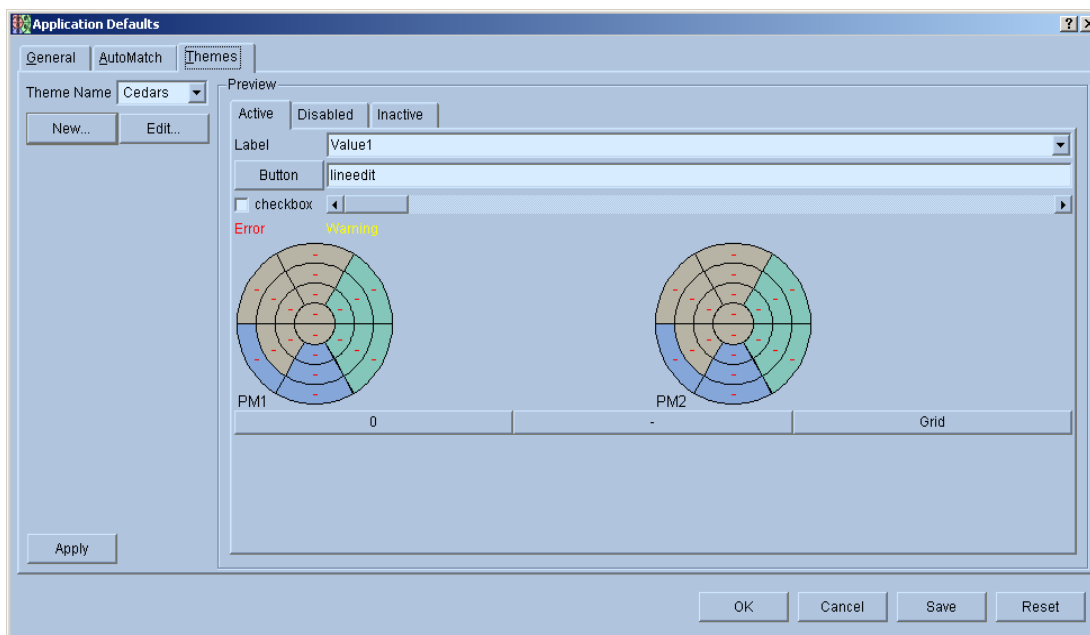 Application Defaults
General AutoMatch Themes
Theme Name Cedars
New... Edit...
Preview
Active Disabled Inactive
Label Value1
Button lineedit
checkbox
Error Warning
- - - - - - - - - - - - - - - - -
- - - - - - - - - - - - - - - - -
PM1 PM2
0 - Grid
Apply
OK Cancel Save Reset